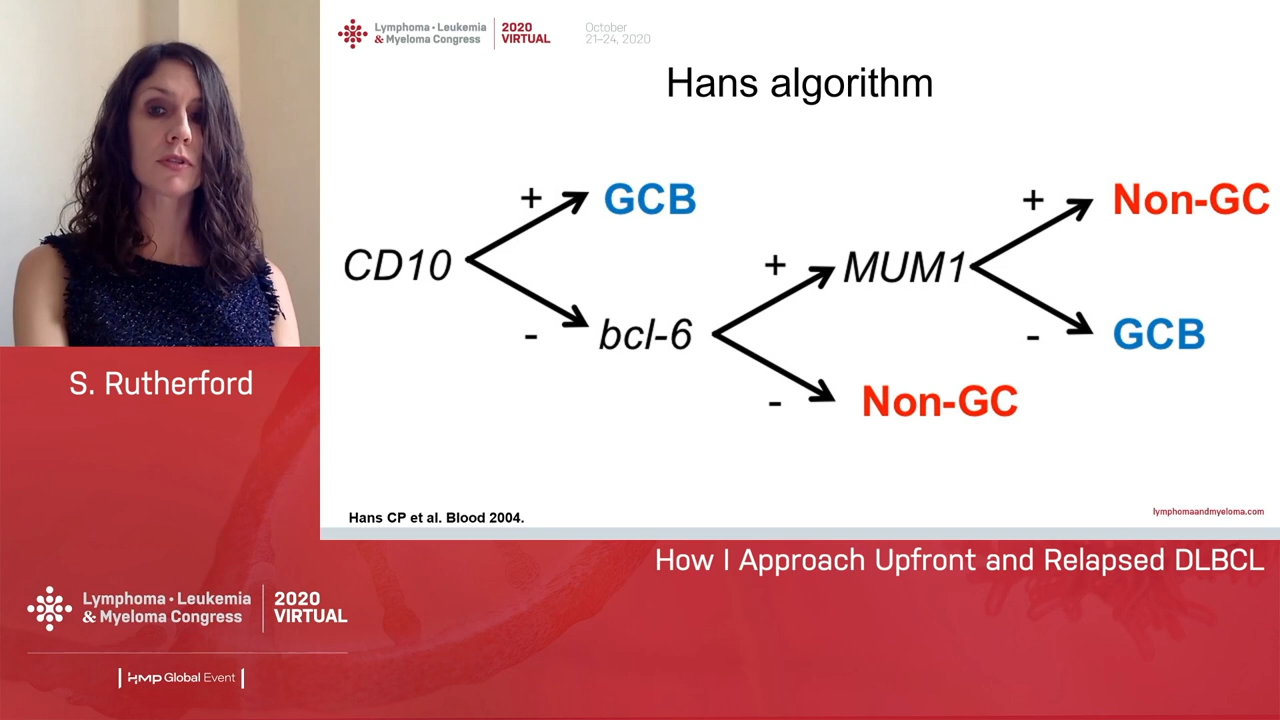 Lymphoma • Leukemia
& Myeloma Congress
2020
VIRTUAL
October
21–24, 2020
Hans algorithm
+
GCB
+
Non-GC
CD10
+
MUM1
-
bcl-6
-
GCB
-
Non-GC
Hans CP et al. Blood 2004.
lymphomaandmyeloma.com
S. Rutherford
How I Approach Upfront and Relapsed DLBCL
Lymphoma • Leukemia
& Myeloma Congress
2020
VIRTUAL
HMP Global Event